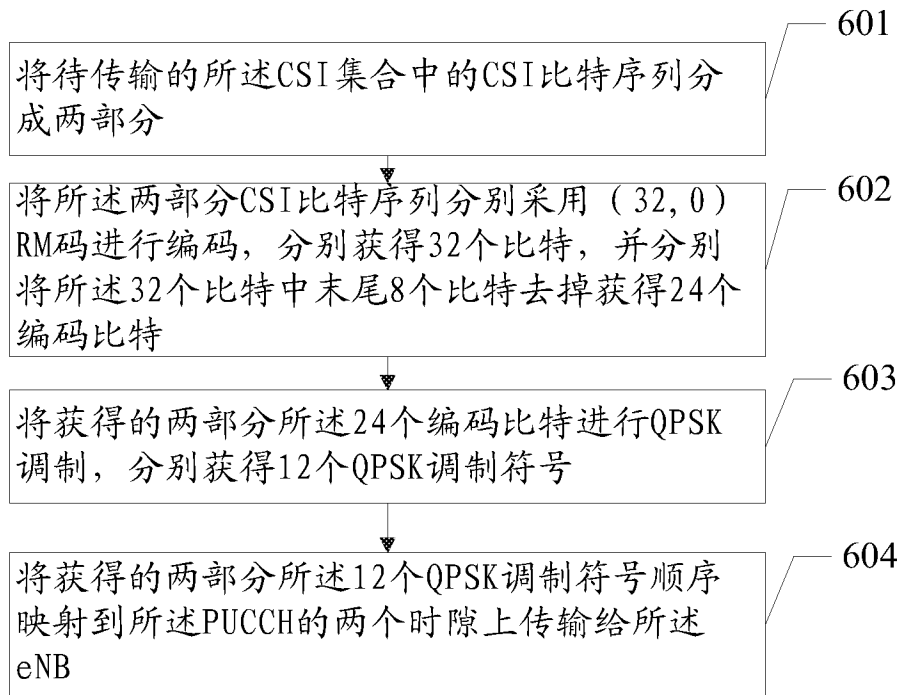 601
将待传输的所述CSI集合中的CSI比特序列分
成两部分
602
将所述两部分CSI比特序列分别采用（32,0）
RM码进行编码，分别获得32个比特，并分别
将所述32个比特中末尾8个比特去掉获得24个
编码比特
603
将获得的两部分所述24个编码比特进行QPSK
调制，分别获得12个QPSK调制符号
604
将获得的两部分所述12个QPSK调制符号顺序
映射到所述PUCCH的两个时隙上传输给所述
eNB